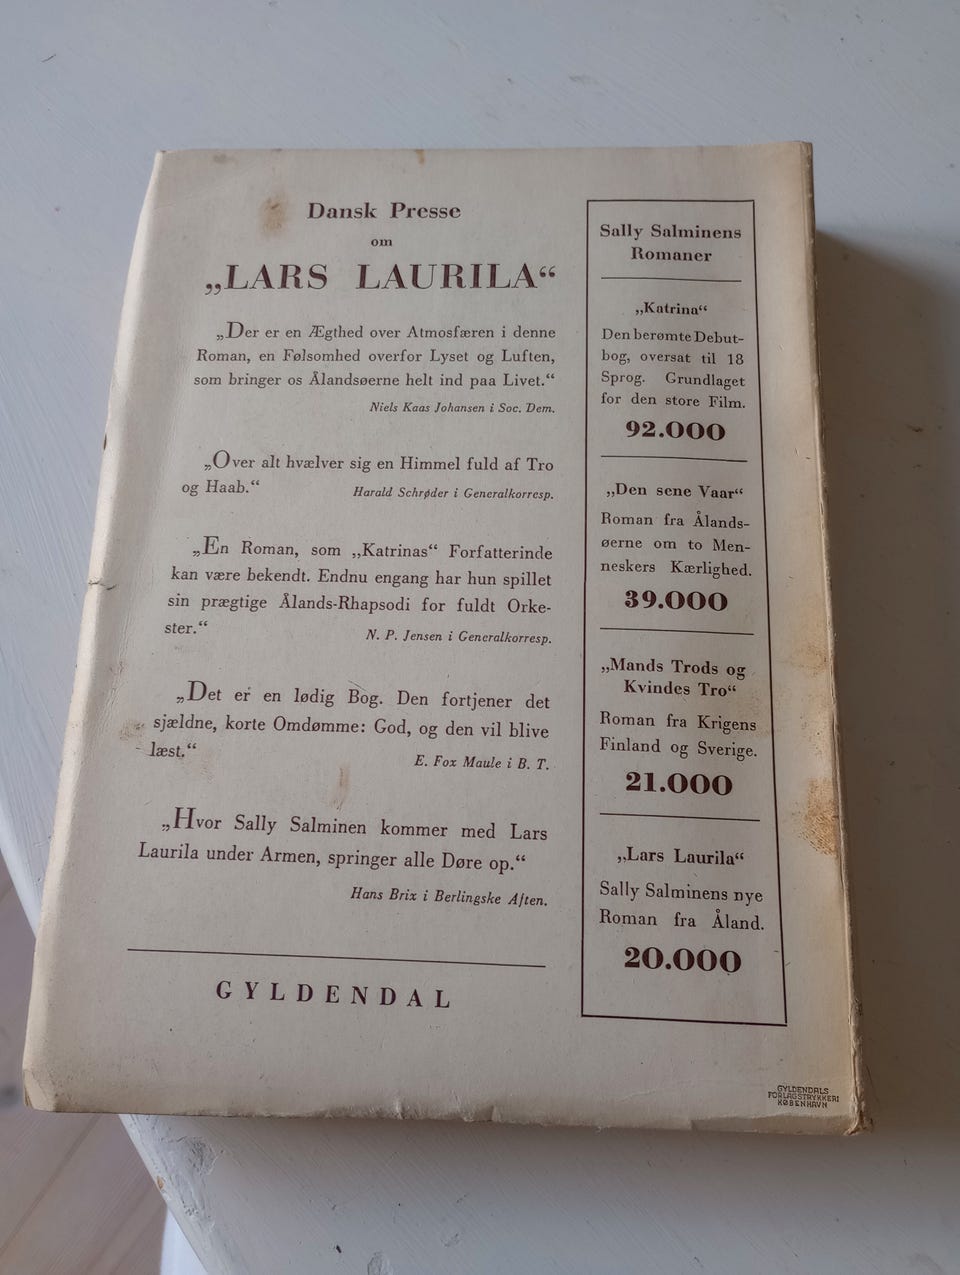 Dansk Presse
om
„LARS LAURILA“
„Der er en Ægthed over Atmosfæren i denne
Roman, en Følsomhed overfor Lyset og Luften,
som bringer os Ålandsøerne helt ind paa Livet.“
Niels Kaas Johansen i Soc. Dem.
„Over alt hvælver sig en Himmel fuld af Tro
og Haab.“
Harald Schrøder i Generalkorresp.
„En Roman, som „Katrinas“ Forfatterinde
kan være bekendt. Endnu engang har hun spillet
sin prægtige Ålands-Rhapsodi for fuldt Orke-
ster.“
N. P. Jensen i Generalkorresp.
„Det er en lødig Bog. Den fortjener det
sjældne, korte Omdømme: God, og den vil blive
læst.“
E. Fox Maule i B. T.
„Hvor Sally Salminen kommer med Lars
Laurila under Armen, springer alle Døre op.“
Hans Brix i Berlingske Aften.
GYLDENDAL
Sally Salminens
Romaner
„Katrina“
Den berømte Debut-
bog, oversat til 18
Sprog. Grundlaget
for den store Film.
92.000
„Den sene Vaar“
Roman fra Ålands-
øerne om to Men-
neskers Kærlighed.
39.000
„Mands Trods og
Kvindes Tro“
Roman fra Krigens
Finland og Sverige.
21.000
„Lars Laurila“
Sally Salminens nye
Roman fra Åland.
20.000
GYLDENDALS
FORLAGSTRYKKERI
KØBENHAVN